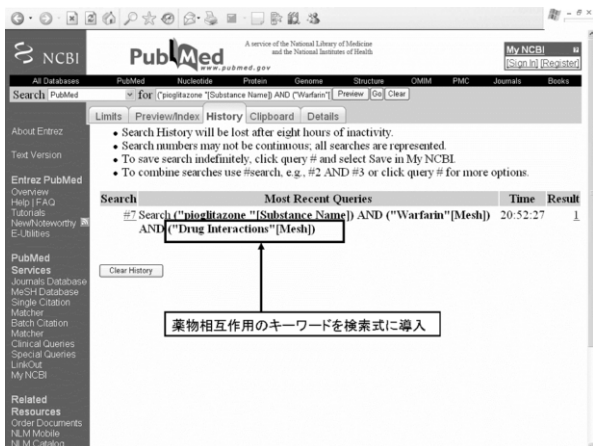 NCBI
PubMed
www.pubmed.gov
A service of the National Library of Medicine
and the National Institutes of Health
My NCBI
[Sign In] [Register]
All Databases PubMed Nucleotide Protein Genome Structure OMIM PMC Journals Books
Search PubMed for ("pioglitazone "[Substance Name]) AND ("Warfarin"[ Preview Go Clear
Limits Preview/Index History Clipboard Details
About Entrez
Text Version
Entrez PubMed
Overview
Help | FAQ
Tutorials
New/Noteworthy
E-Utilities
PubMed
Services
Journals Database
MeSH Database
Single Citation
Matcher
Batch Citation
Matcher
Clinical Queries
Special Queries
LinkOut
My NCBI
Related
Resources
Order Documents
NLM Mobile
NLM Catalog
• Search History will be lost after eight hours of inactivity.
• Search numbers may not be continuous; all searches are represented.
• To save search indefinitely, click query # and select Save in My NCBI.
• To combine searches use #search, e.g., #2 AND #3 or click query # for more options.
Search Most Recent Queries Time Result
#7 Search ("pioglitazone "[Substance Name]) AND ("Warfarin"[Mesh]) 20:52:27 1
AND ("Drug Interactions"[Mesh])
Clear History
薬物相互作用のキーワードを検索式に導入